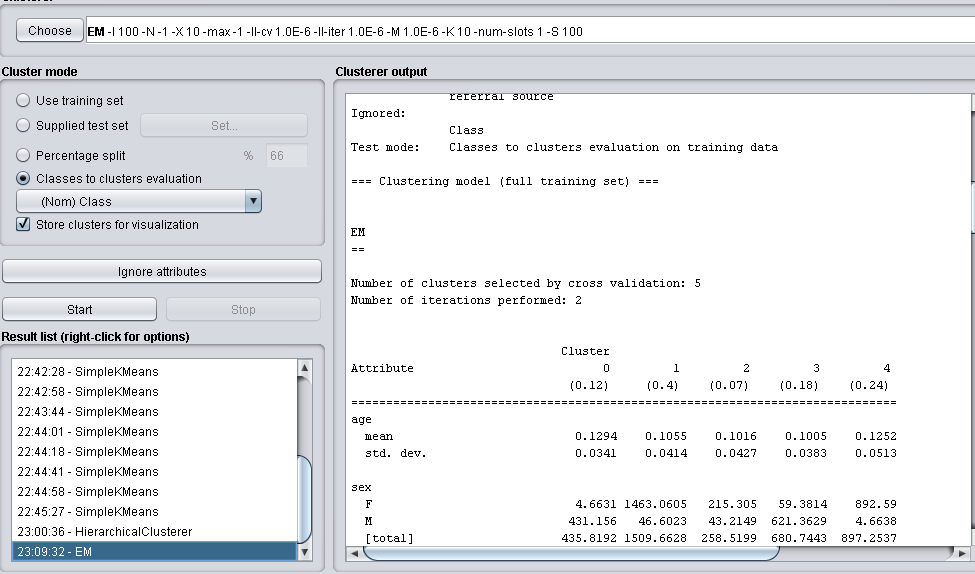 Choose EM -I 100 -N -1 -X 10 -max -1 -ll-cv 1.0E-6 -ll-iter 1.0E-6 -M 1.0E-6 -K 10 -num-slots 1 -S 100
Cluster mode
Use training set
Supplied test set Set...
Percentage split % 66
Classes to clusters evaluation
(Nom) Class
Store clusters for visualization
Ignore attributes
Start Stop
Result list (right-click for options)
22:42:28 - SimpleKMeans
22:42:58 - SimpleKMeans
22:43:44 - SimpleKMeans
22:44:01 - SimpleKMeans
22:44:18 - SimpleKMeans
22:44:41 - SimpleKMeans
22:44:58 - SimpleKMeans
22:45:27 - SimpleKMeans
23:00:36 - HierarchicalClusterer
23:09:32 - EM
Clusterer output
referral source
Ignored:
Class
Test mode: Classes to clusters evaluation on training data
=== Clustering model (full training set) ===
EM
==
Number of clusters selected by cross validation: 5
Number of iterations performed: 2
Cluster
Attribute 0 1 2 3 4
(0.12) (0.4) (0.07) (0.18) (0.24)
==============================================================================
age
mean 0.1294 0.1055 0.1016 0.1005 0.1252
std. dev. 0.0341 0.0414 0.0427 0.0383 0.0513
sex
F 4.6631 1463.0605 215.305 59.3814 892.59
M 431.156 46.6023 43.2149 621.3629 4.6638
[total] 435.8192 1509.6628 258.5199 680.7443 897.2537